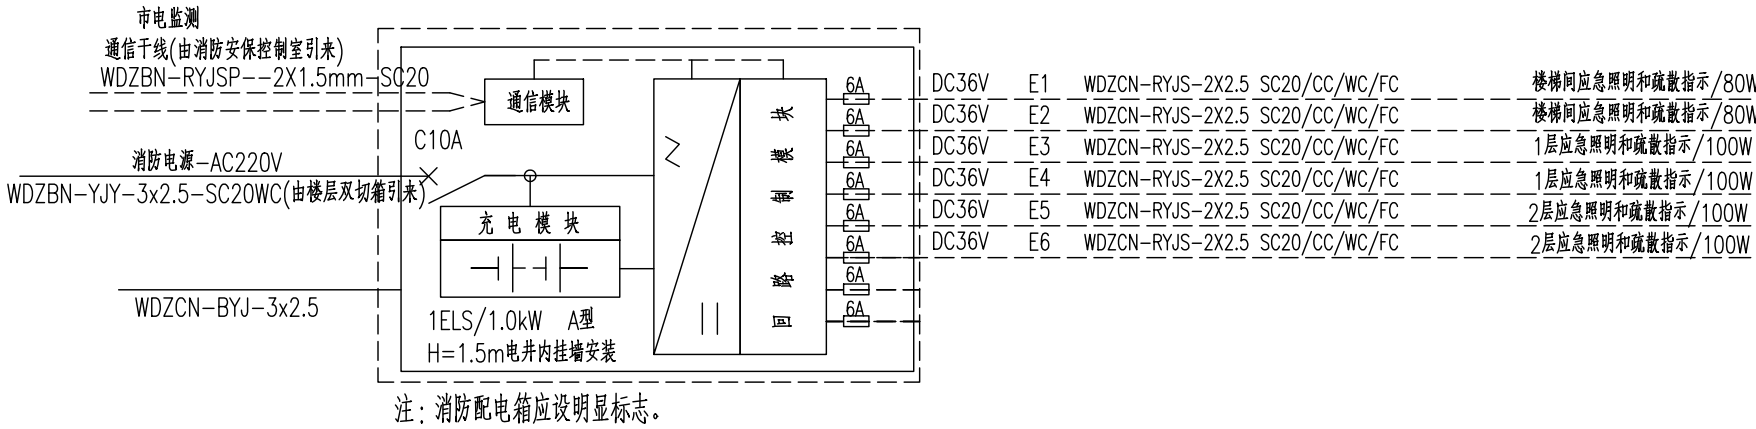 市电监测
通信干线(由消防安保控制室引来)
WDZBN-RYJSP--2X1.5mm-SC20
消防电源-AC220V
WDZBN-YJY-3x2.5-SC20WC(由楼层双切箱引来)
WDZCN-BYJ-3x2.5
通信模块
C10A
充电模块
1ELS/1.0kW A型
H=1.5m电井内挂墙安装
回路控制模块
6A DC36V E1 WDZCN-RYJS-2X2.5 SC20/CC/WC/FC 楼梯间应急照明和疏散指示/80W
6A DC36V E2 WDZCN-RYJS-2X2.5 SC20/CC/WC/FC 楼梯间应急照明和疏散指示/80W
6A DC36V E3 WDZCN-RYJS-2X2.5 SC20/CC/WC/FC 1层应急照明和疏散指示/100W
6A DC36V E4 WDZCN-RYJS-2X2.5 SC20/CC/WC/FC 1层应急照明和疏散指示/100W
6A DC36V E5 WDZCN-RYJS-2X2.5 SC20/CC/WC/FC 2层应急照明和疏散指示/100W
6A DC36V E6 WDZCN-RYJS-2X2.5 SC20/CC/WC/FC 2层应急照明和疏散指示/100W
6A
6A
注：消防配电箱应设明显标志。